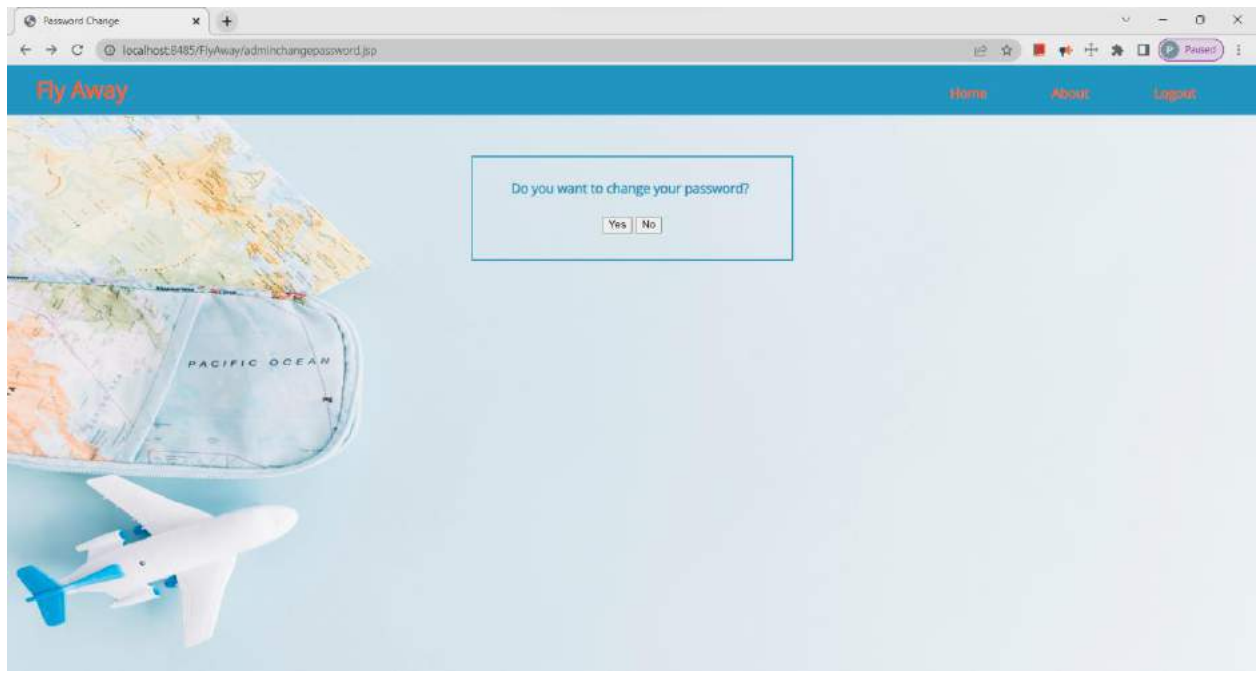 Password Change
localhost:8485/FlyAway/adminchangepassword.jsp
Paused
Fly Away
Home
About
Logout
Do you want to change your password?
Yes
No
PACIFIC OCEAN